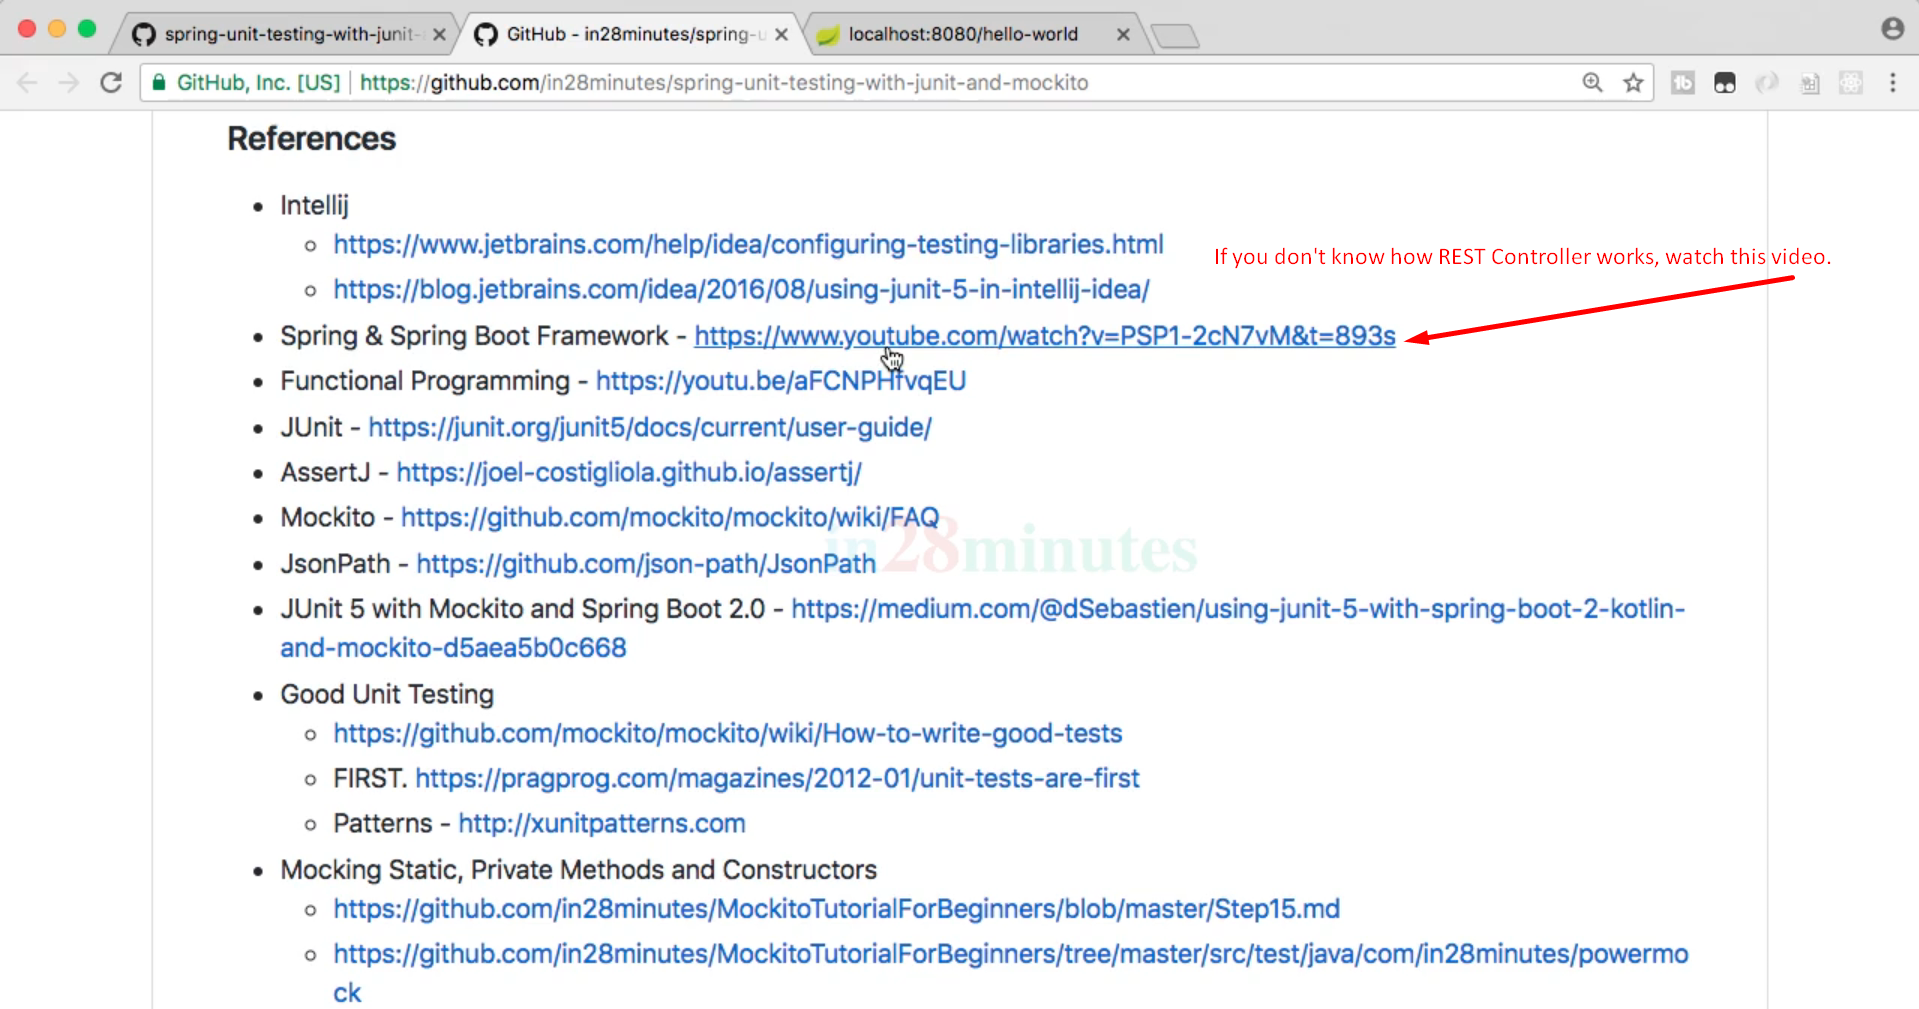 spring-unit-testing-with-junit-
GitHub - in28minutes/spring-u
localhost:8080/hello-world
GitHub, Inc. [US] | https://github.com/in28minutes/spring-unit-testing-with-junit-and-mockito
References
Intellij
https://www.jetbrains.com/help/idea/configuring-testing-libraries.html
If you don't know how REST Controller works, watch this video.
https://blog.jetbrains.com/idea/2016/08/using-junit-5-in-intellij-idea/
Spring & Spring Boot Framework - https://www.youtube.com/watch?v=PSP1-2cN7vM&t=893s
Functional Programming - https://youtu.be/aFCNPHfvqEU
JUnit - https://junit.org/junit5/docs/current/user-guide/
AssertJ - https://joel-costigliola.github.io/assertj/
Mockito - https://github.com/mockito/mockito/wiki/FAQ
in28minutes
JsonPath - https://github.com/json-path/JsonPath
JUnit 5 with Mockito and Spring Boot 2.0 - https://medium.com/@dSebastien/using-junit-5-with-spring-boot-2-kotlin-
and-mockito-d5aea5b0c668
Good Unit Testing
https://github.com/mockito/mockito/wiki/How-to-write-good-tests
FIRST. https://pragprog.com/magazines/2012-01/unit-tests-are-first
Patterns - http://xunitpatterns.com
Mocking Static, Private Methods and Constructors
https://github.com/in28minutes/MockitoTutorialForBeginners/blob/master/Step15.md
https://github.com/in28minutes/MockitoTutorialForBeginners/tree/master/src/test/java/com/in28minutes/powermo
ck